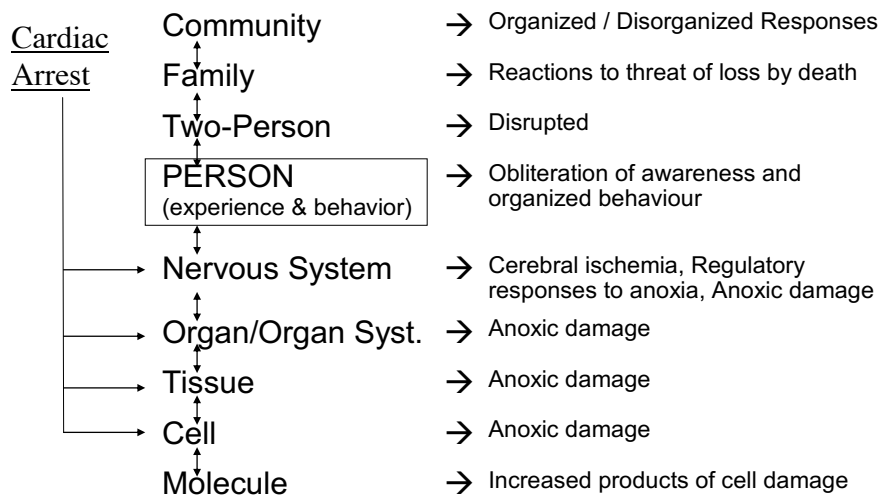 Cardiac
Arrest
Community → Organized / Disorganized Responses
Family → Reactions to threat of loss by death
Two-Person → Disrupted
PERSON → Obliteration of awareness and
(experience & behavior) organized behaviour
Nervous System → Cerebral ischemia, Regulatory
responses to anoxia, Anoxic damage
Organ/Organ Syst. → Anoxic damage
Tissue → Anoxic damage
Cell → Anoxic damage
Molecule → Increased products of cell damage